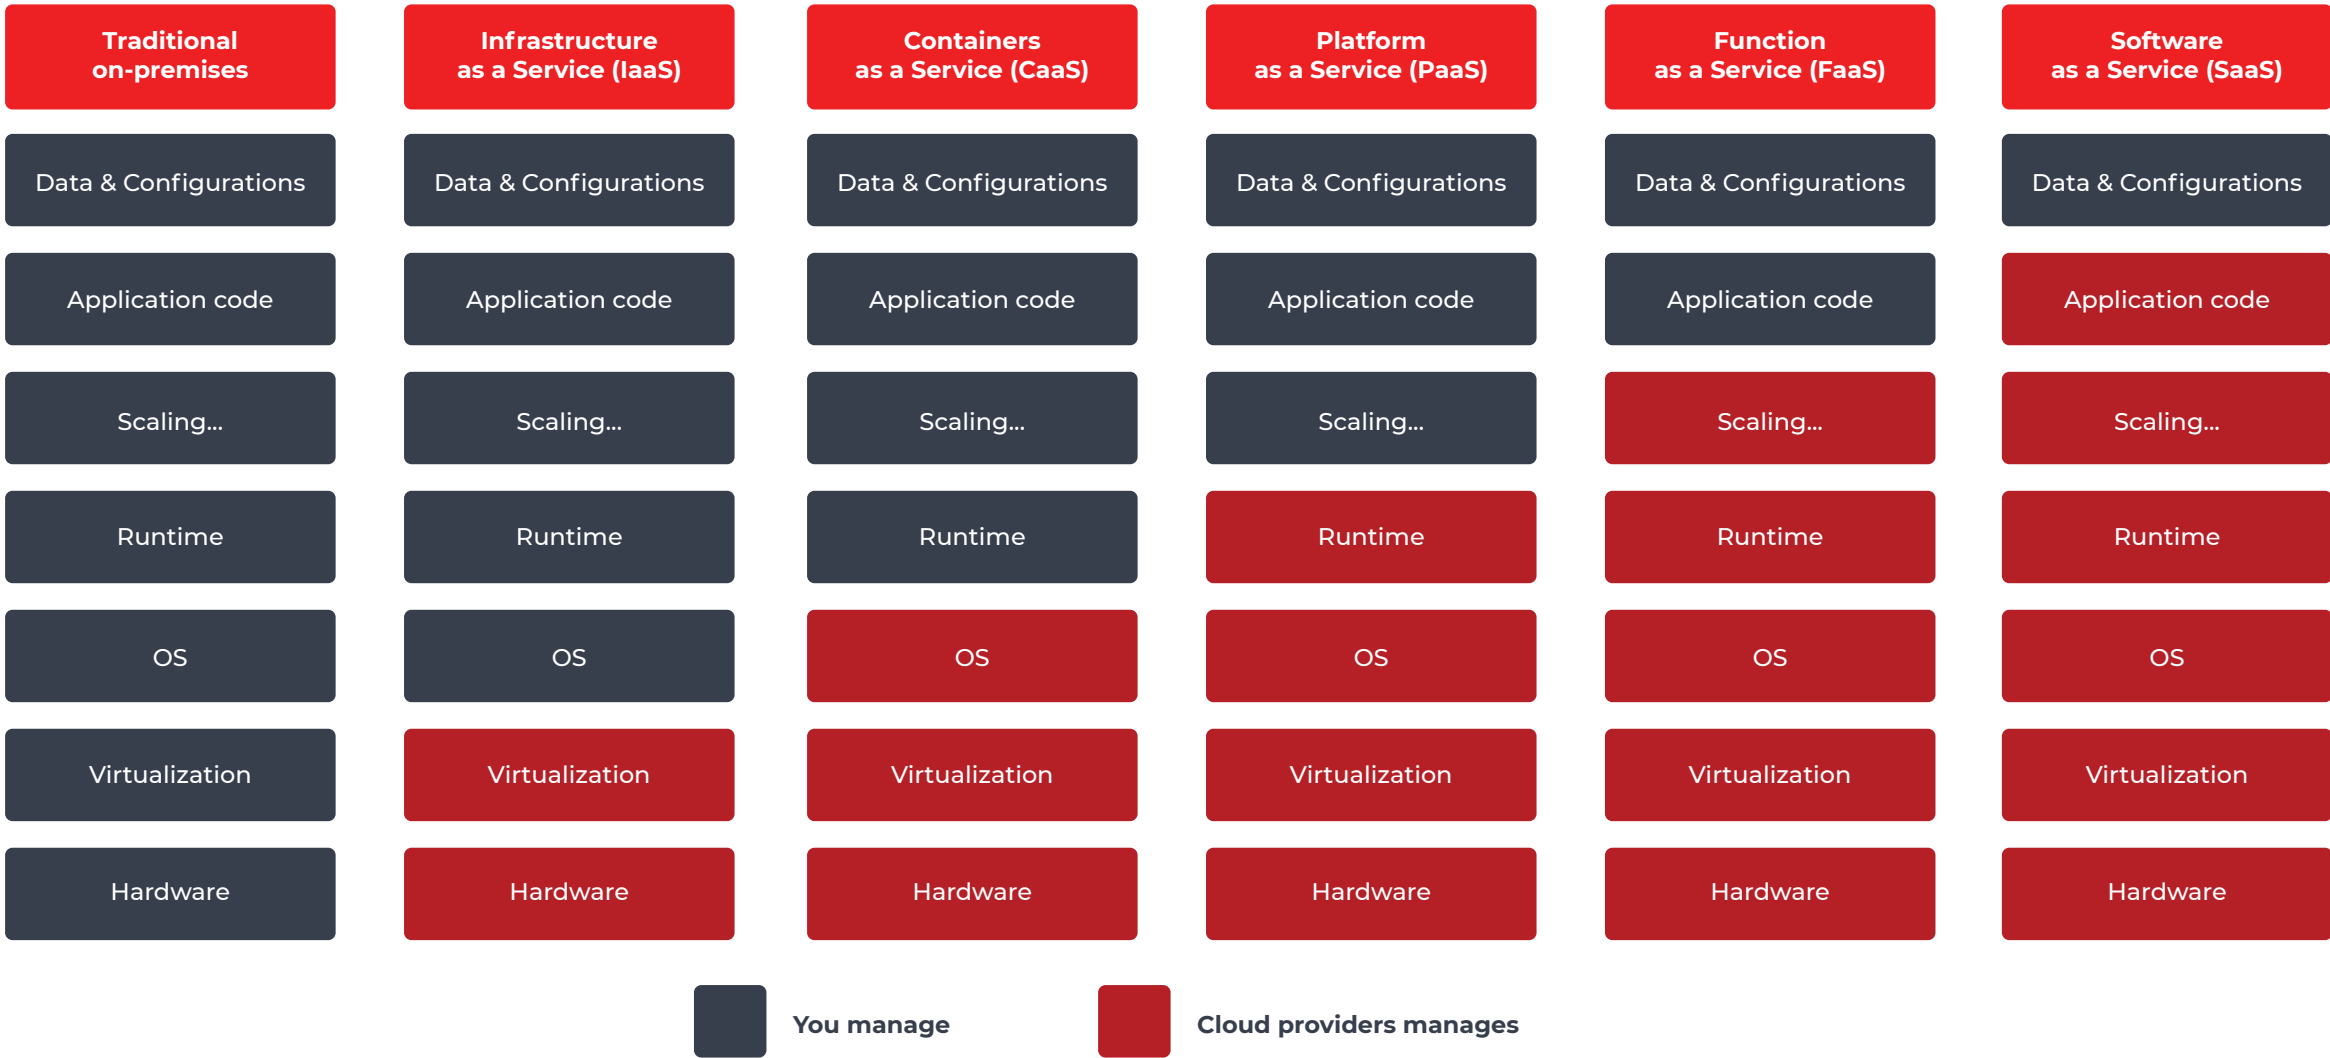 Traditional
on-premises
Infrastructure
as a Service (IaaS)
Containers
as a Service (CaaS)
Platform
as a Service (PaaS)
Function
as a Service (FaaS)
Software
as a Service (SaaS)
Data & Configurations
Data & Configurations
Data & Configurations
Data & Configurations
Data & Configurations
Data & Configurations
Application code
Application code
Application code
Application code
Application code
Application code
Scaling...
Scaling...
Scaling...
Scaling...
Scaling...
Scaling...
Runtime
Runtime
Runtime
Runtime
Runtime
Runtime
OS
OS
OS
OS
OS
OS
Virtualization
Virtualization
Virtualization
Virtualization
Virtualization
Virtualization
Hardware
Hardware
Hardware
Hardware
Hardware
Hardware
You manage
Cloud providers manages